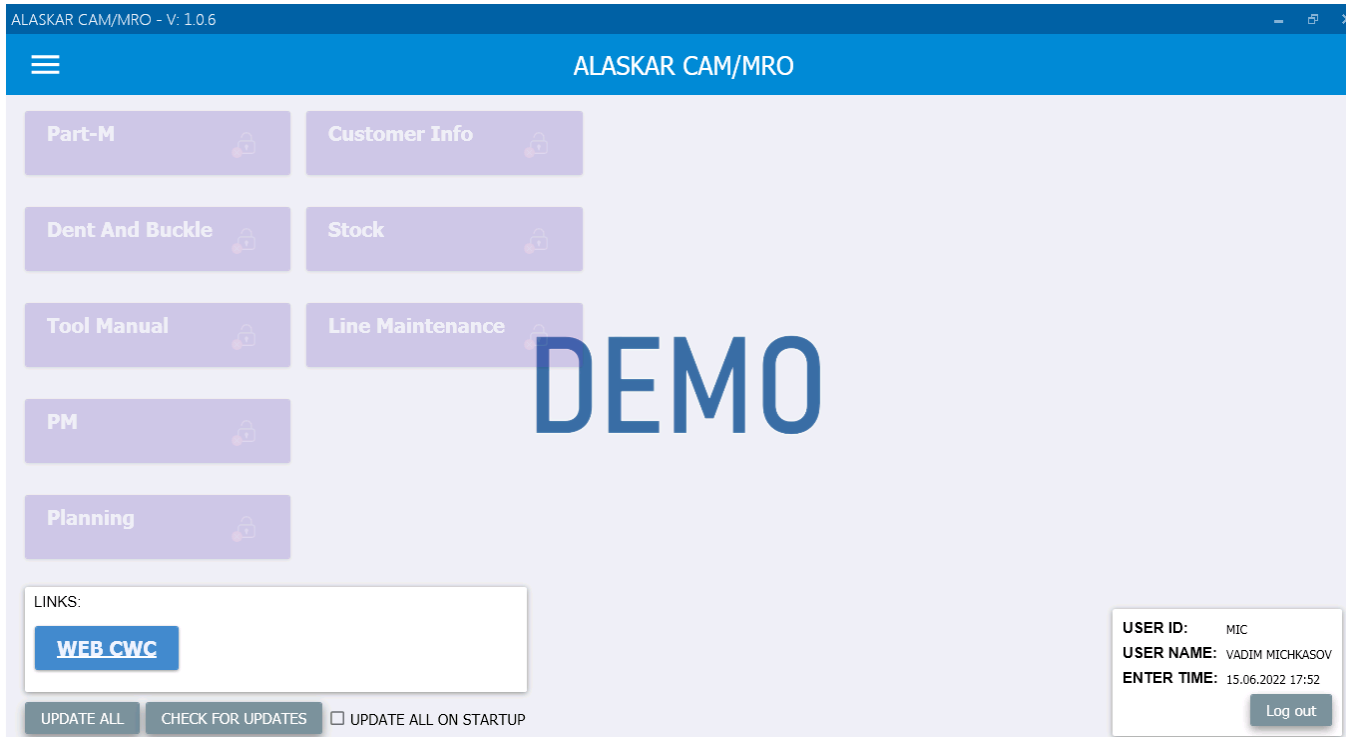 ALASKAR CAM/MRO - V: 1.0.6
ALASKAR CAM/MRO
Part-M
Customer Info
Dent And Buckle
Stock
Tool Manual
Line Maintenance
DEMO
PM
Planning
LINKS:
WEB CWC
UPDATE ALL
CHECK FOR UPDATES
UPDATE ALL ON STARTUP
USER ID: MIC
USER NAME: VADIM MICHKASOV
ENTER TIME: 15.06.2022 17:52
Log out